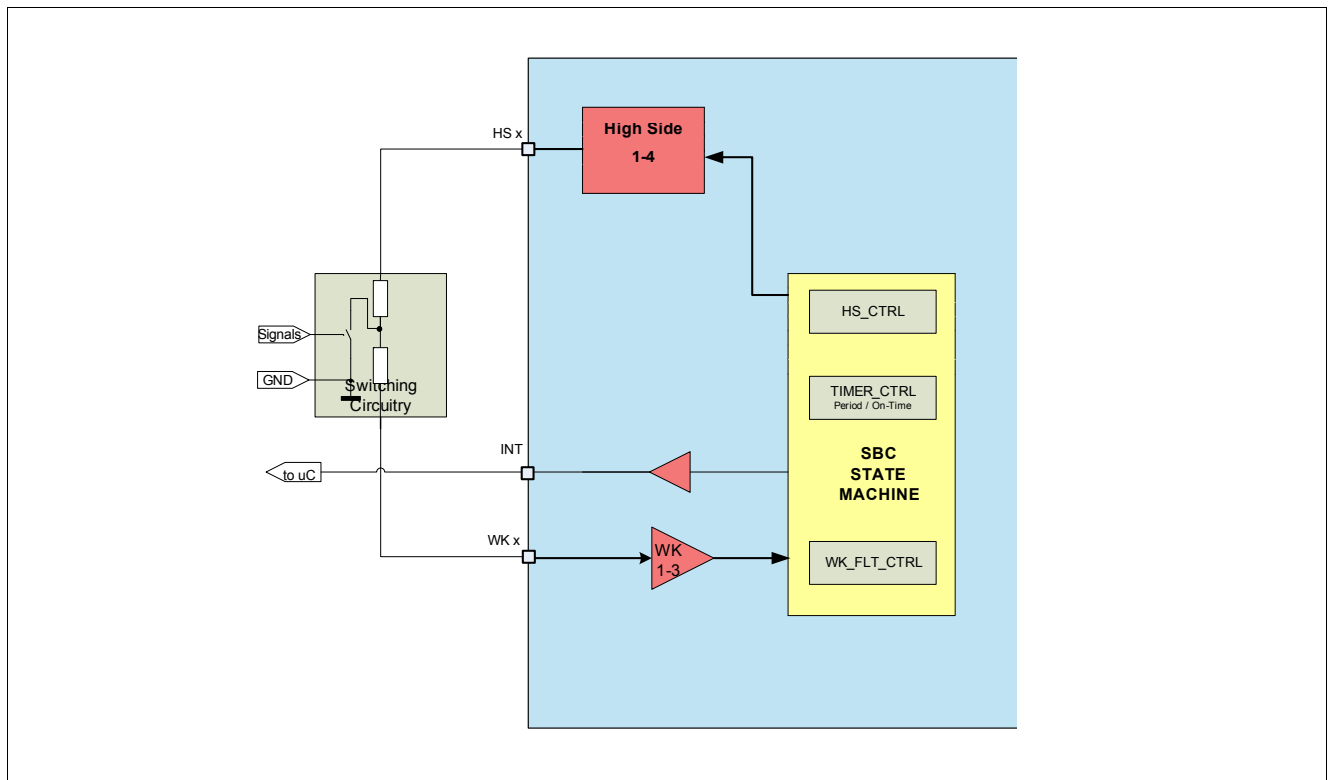 HS x
High Side
1-4
HS_CTRL
Signals
TIMER_CTRL
Period / On-Time
GND
Switching
Circuitry
INT
SBC
STATE
MACHINE
to uC
WK x
WK
1-3
WK_FLT_CTRL